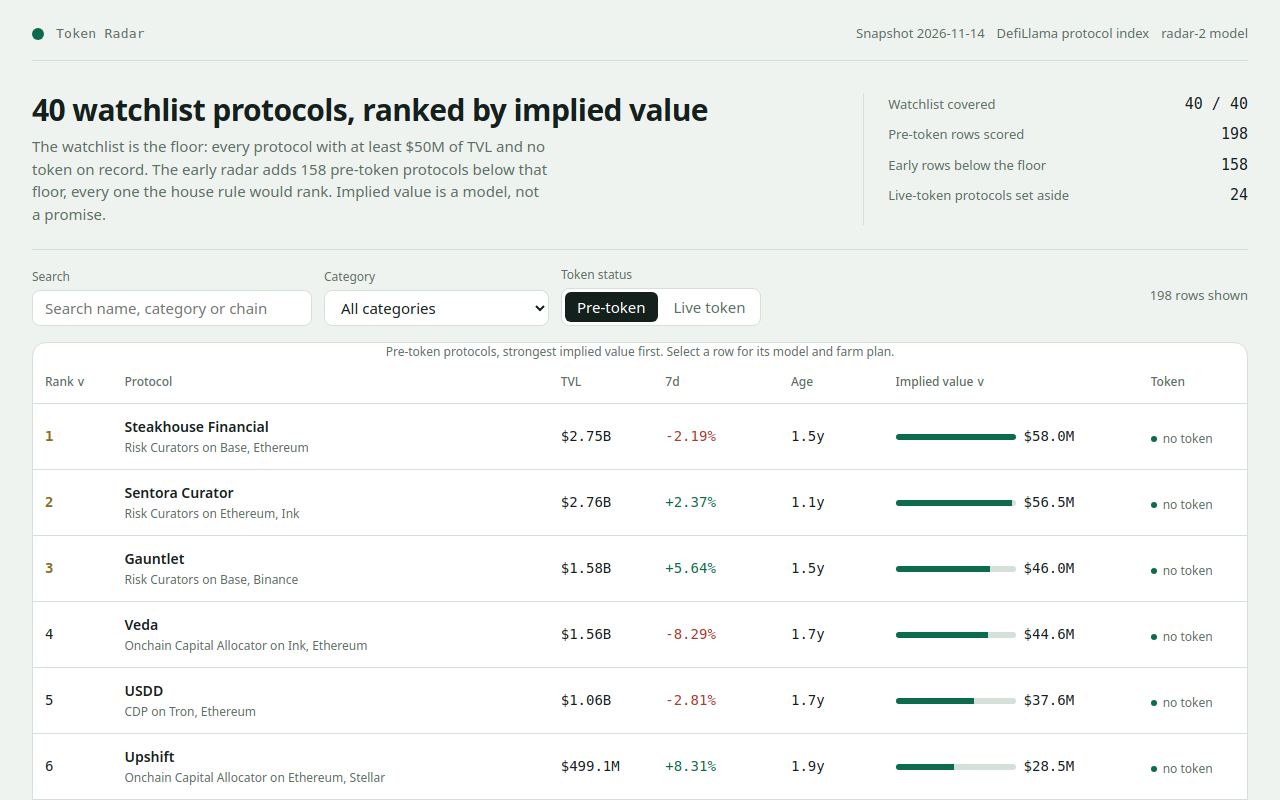 Token Radar
Snapshot 2026-11-14 DefiLlama protocol index radar-2 model
40 watchlist protocols, ranked by implied value
The watchlist is the floor: every protocol with at least $50M of TVL and no
token on record. The early radar adds 158 pre-token protocols below that
floor, every one the house rule would rank. Implied value is a model, not
a promise.
Watchlist covered 40 / 40
Pre-token rows scored 198
Early rows below the floor 158
Live-token protocols set aside 24
Search
Category
Token status
Search name, category or chain
All categories
Pre-token
Live token
198 rows shown
Pre-token protocols, strongest implied value first. Select a row for its model and farm plan.
Rank v Protocol TVL 7d Age Implied value v Token
1 Steakhouse Financial $2.75B -2.19% 1.5y $58.0M no token
Risk Curators on Base, Ethereum
2 Sentora Curator $2.76B +2.37% 1.1y $56.5M no token
Risk Curators on Ethereum, Ink
3 Gauntlet $1.58B +5.64% 1.5y $46.0M no token
Risk Curators on Base, Binance
4 Veda $1.56B -8.29% 1.7y $44.6M no token
Onchain Capital Allocator on Ink, Ethereum
5 USDD $1.06B -2.81% 1.7y $37.6M no token
CDP on Tron, Ethereum
6 Upshift $499.1M +8.31% 1.9y $28.5M no token
Onchain Capital Allocator on Ethereum, Stellar